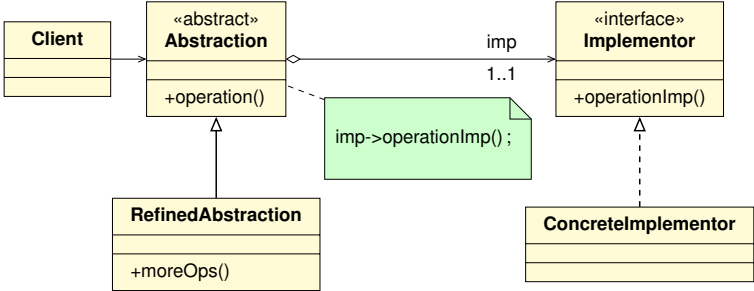 Client
«abstract»
Abstraction
+operation()
imp
1..1
«interface»
Implementor
+operationImp()
imp->operationImp() ;
RefinedAbstraction
+moreOps()
ConcreteImplementor